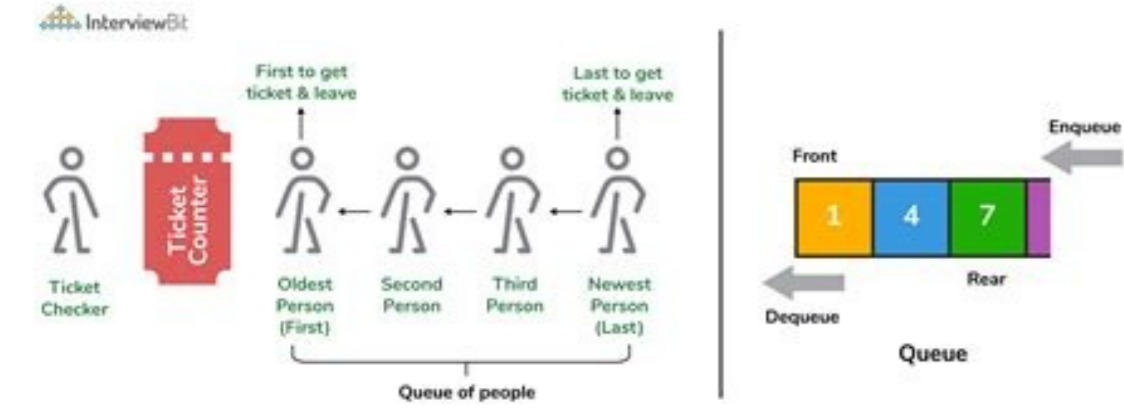 InterviewBit
First to get
ticket & leave
Last to get
ticket & leave
Ticket
Counter
Ticket
Checker
Oldest
Person
(First)
Second
Person
Third
Person
Newest
Person
(Last)
Queue of people
Enqueue
Front
1 4 7
Rear
Dequeue
Queue